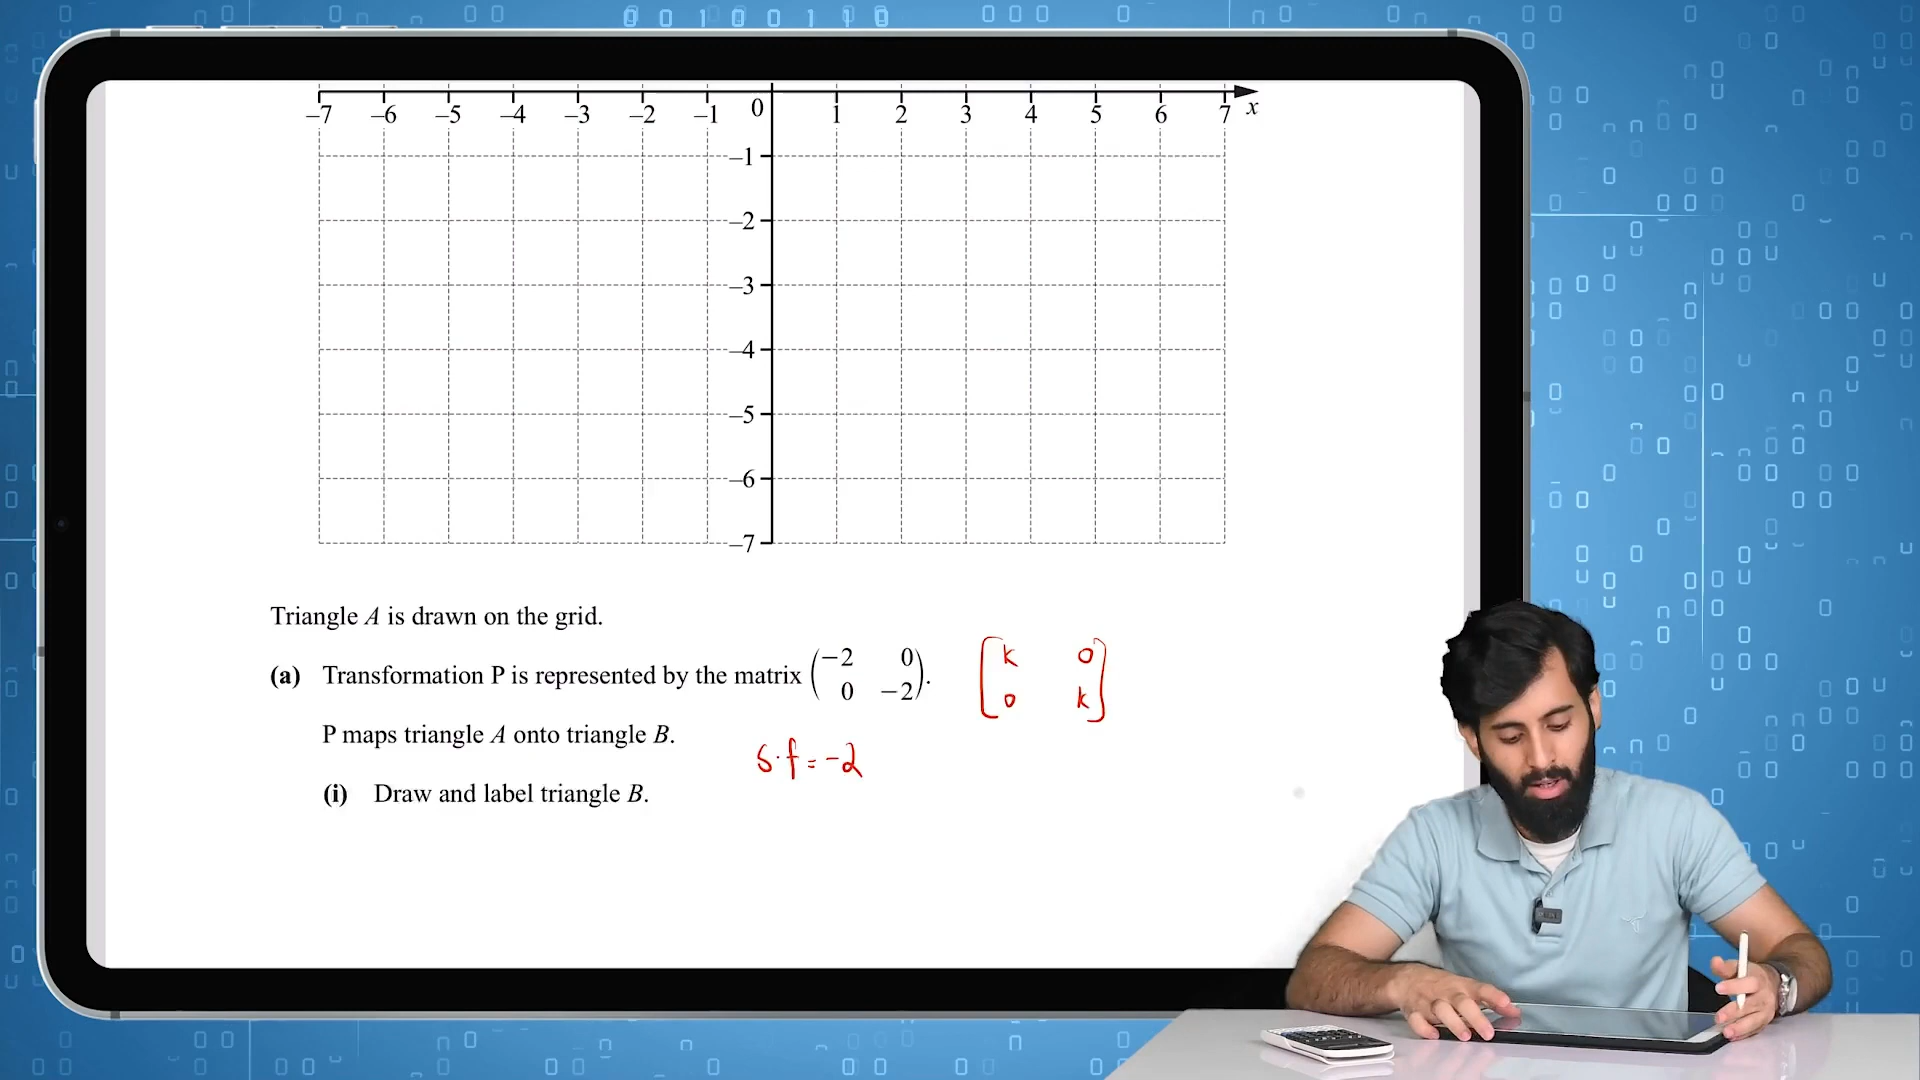 -7 -6 -5 -4 -3 -2 -1 0 1 2 3 4 5 6 7 x
-1
-2
-3
-4
-5
-6
-7
Triangle A is drawn on the grid.
(a) Transformation P is represented by the matrix (-2 0
0 -2). [k 0
0 k]
P maps triangle A onto triangle B.
s.f = -2
(i) Draw and label triangle B.